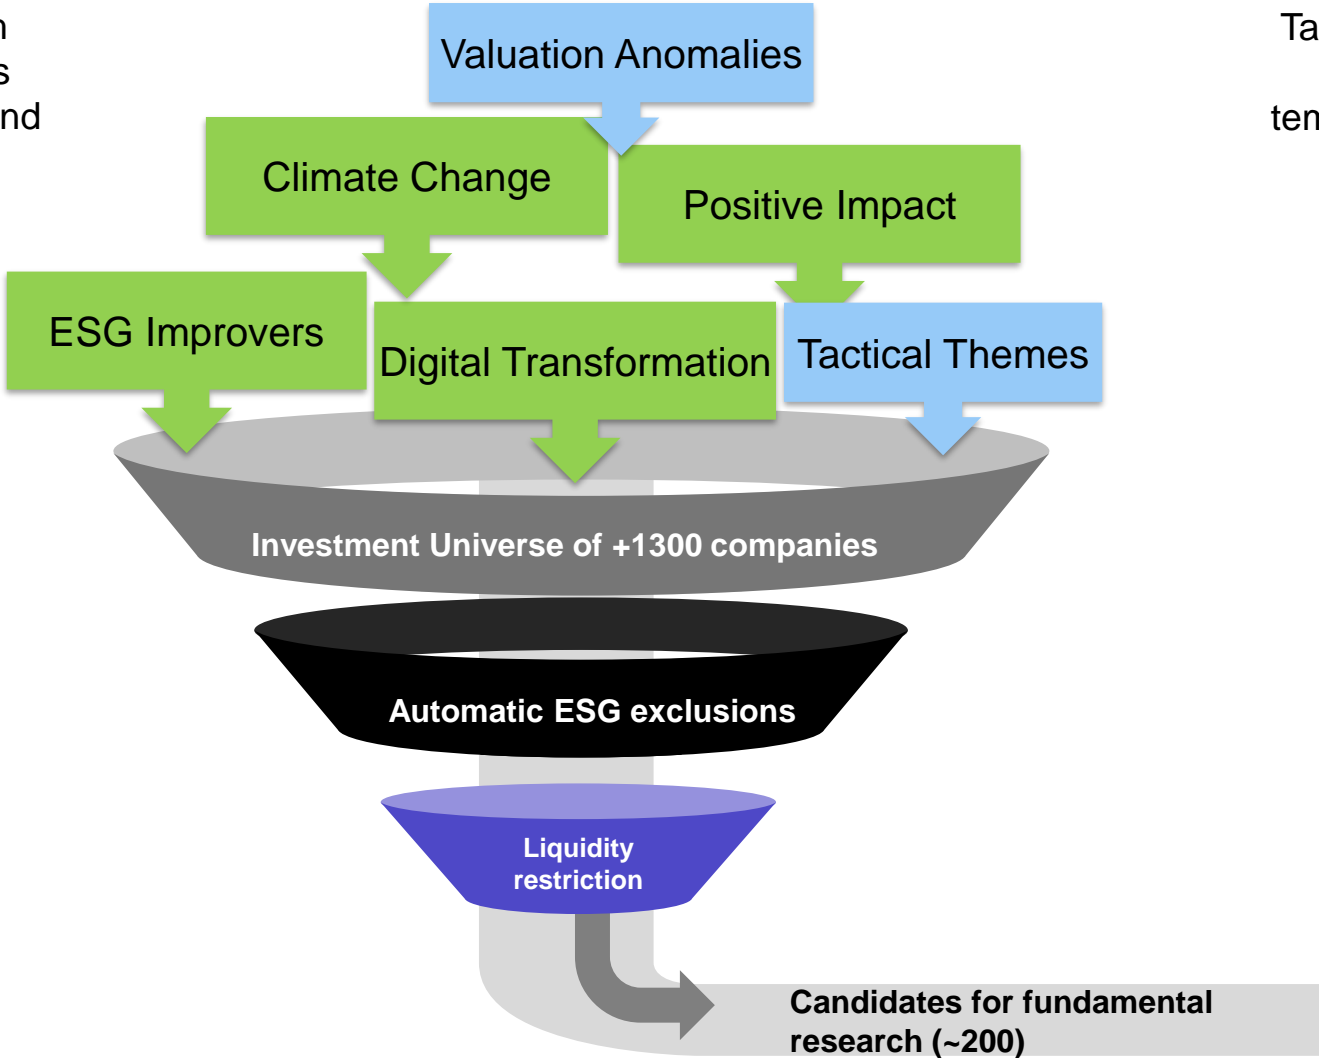 Valuation Anomalies
Climate Change
Positive Impact
ESG Improvers
Digital Transformation
Tactical Themes
Investment Universe of +1300 companies
Automatic ESG exclusions
Liquidity
restriction
Candidates for fundamental
research (~200)